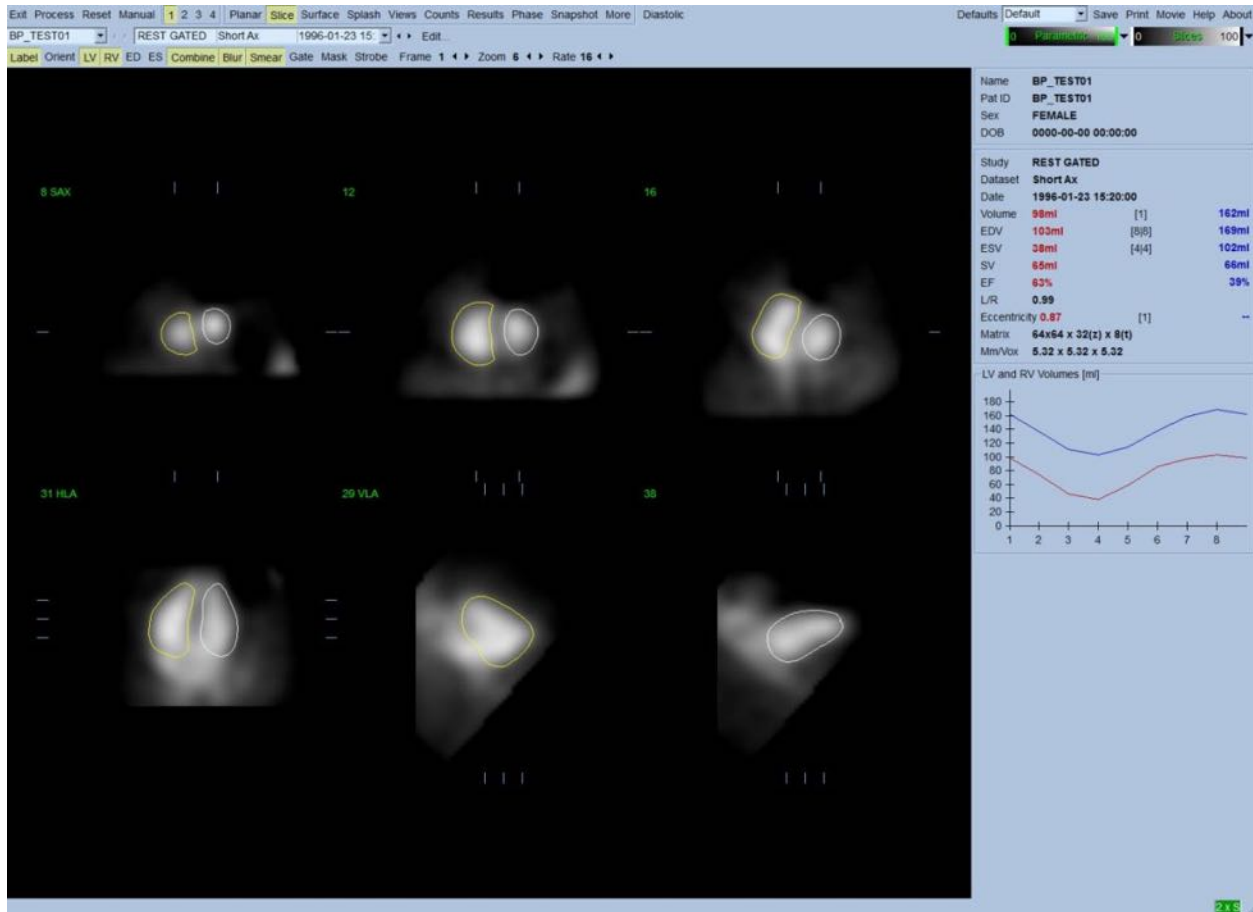 Exit Process Reset Manual 1 2 3 4 Planar Slice Surface Splash Views Counts Results Phase Snapshot More Diastolic Defaults Default Save Print Movie Help About
BP_TEST01 REST GATED Short Ax 1996-01-23 15: Edit... 0 Parametric 0 Slices 100
Label Orient LV RV ED ES Combine Blur Smear Gate Mask Strobe Frame 1 Zoom 6 Rate 16
Name BP_TEST01
Pat ID BP_TEST01
Sex FEMALE
DOB 0000-00-00 00:00:00
Study REST GATED
Dataset Short Ax
Date 1996-01-23 15:20:00
Volume 98ml [1] 162ml
EDV 103ml [8|8] 169ml
ESV 38ml [4|4] 102ml
SV 65ml 66ml
EF 63% 39%
L/R 0.99
Eccentricity 0.87 [1] --
Matrix 64x64 x 32(z) x 8(t)
Mm/Vox 5.32 x 5.32 x 5.32
LV and RV Volumes [ml]
180
160
140
120
100
80
60
40
20
0
1 2 3 4 5 6 7 8
8 SAX 12 16
31 HLA 29 VLA 38
2 x S